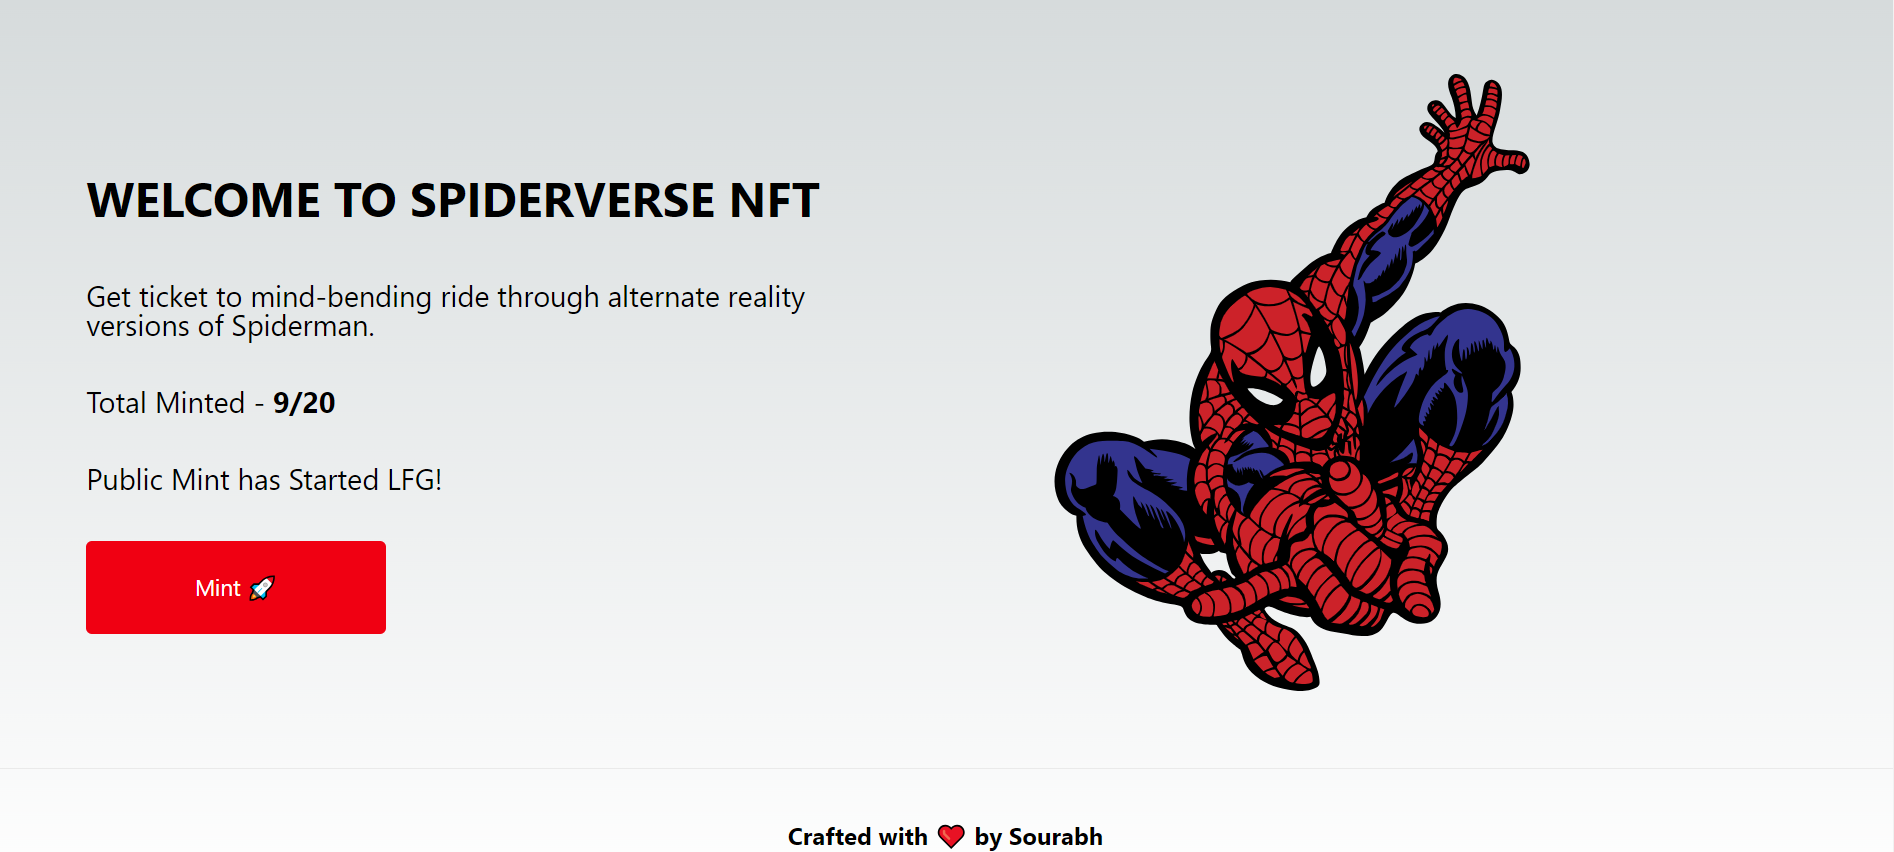 WELCOME TO SPIDERVERSE NFT
Get ticket to mind-bending ride through alternate reality
versions of Spiderman.
Total Minted - 9/20
Public Mint has Started LFG!
Mint 🚀
Crafted with ❤️ by Sourabh